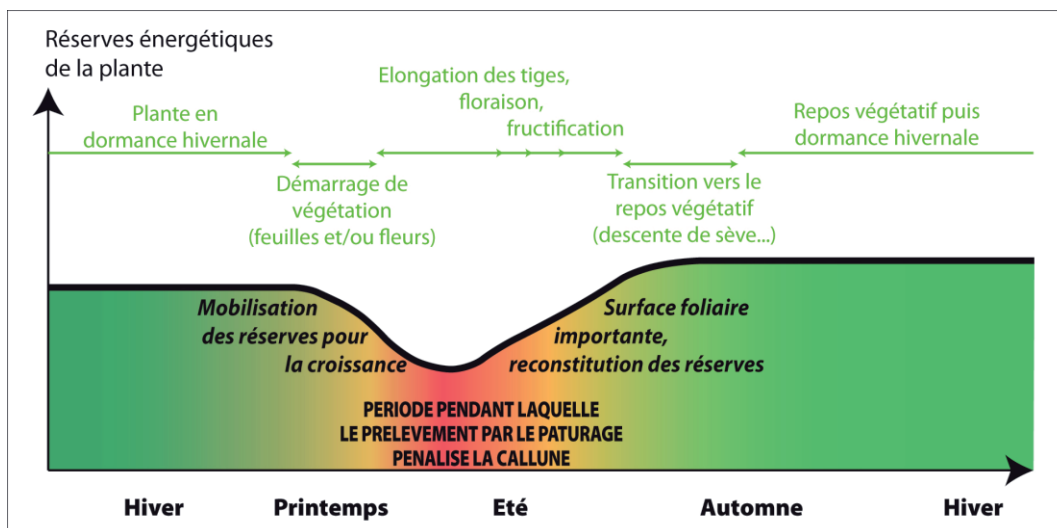 Réserves énergétiques
de la plante
Plante en
dormance hivernale
Démarrage de
végétation
(feuilles et/ou fleurs)
Elongation des tiges,
floraison,
fructification
Transition vers le
repos végétatif
(descente de sève...)
Repos végétatif puis
dormance hivernale
Mobilisation
des réserves pour
la croissance
Surface foliaire
importante,
reconstitution des réserves
PERIODE PENDANT LAQUELLE
LE PRELEVEMENT PAR LE PATURAGE
PENALISE LA CALLUNE
Hiver
Printemps
Eté
Automne
Hiver